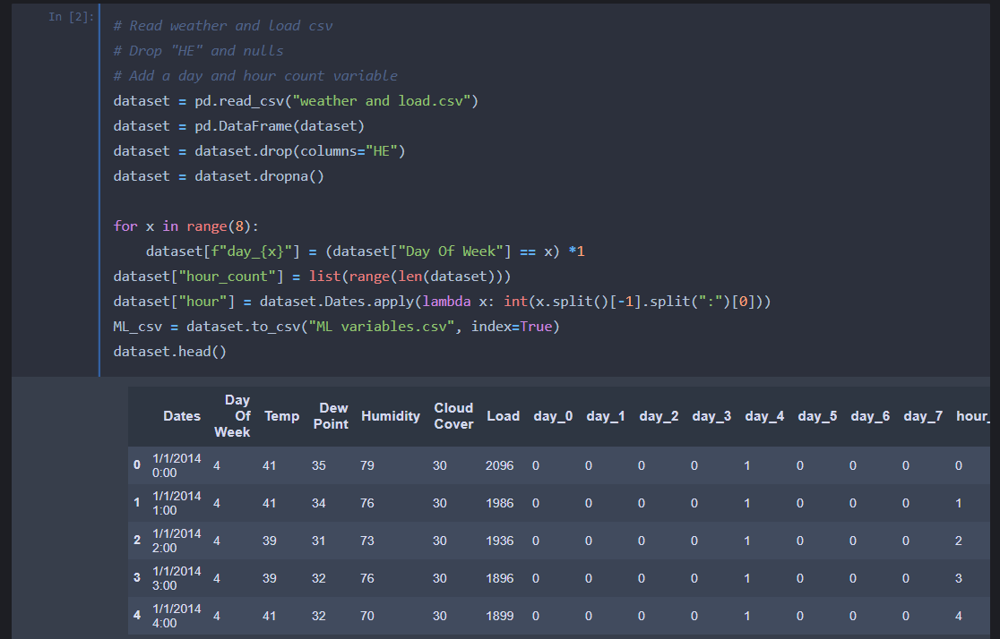 In [2]:
# Read weather and load csv
# Drop "HE" and nulls
# Add a day and hour count variable
dataset = pd.read_csv("weather and load.csv")
dataset = pd.DataFrame(dataset)
dataset = dataset.drop(columns="HE")
dataset = dataset.dropna()
for x in range(8):
    dataset[f"day_{x}"] = (dataset["Day Of Week"] == x) *1
dataset["hour_count"] = list(range(len(dataset)))
dataset["hour"] = dataset.Dates.apply(lambda x: int(x.split()[-1].split(":")[0]))
ML_csv = dataset.to_csv("ML variables.csv", index=True)
dataset.head()
Dates Day Of Week Temp Dew Point Humidity Cloud Cover Load day_0 day_1 day_2 day_3 day_4 day_5 day_6 day_7 hour_
0 1/1/2014 0:00 4 41 35 79 30 2096 0 0 0 0 1 0 0 0 0
1 1/1/2014 1:00 4 41 34 76 30 1986 0 0 0 0 1 0 0 0 1
2 1/1/2014 2:00 4 39 31 73 30 1936 0 0 0 0 1 0 0 0 2
3 1/1/2014 3:00 4 39 32 76 30 1896 0 0 0 0 1 0 0 0 3
4 1/1/2014 4:00 4 41 32 70 30 1899 0 0 0 0 1 0 0 0 4